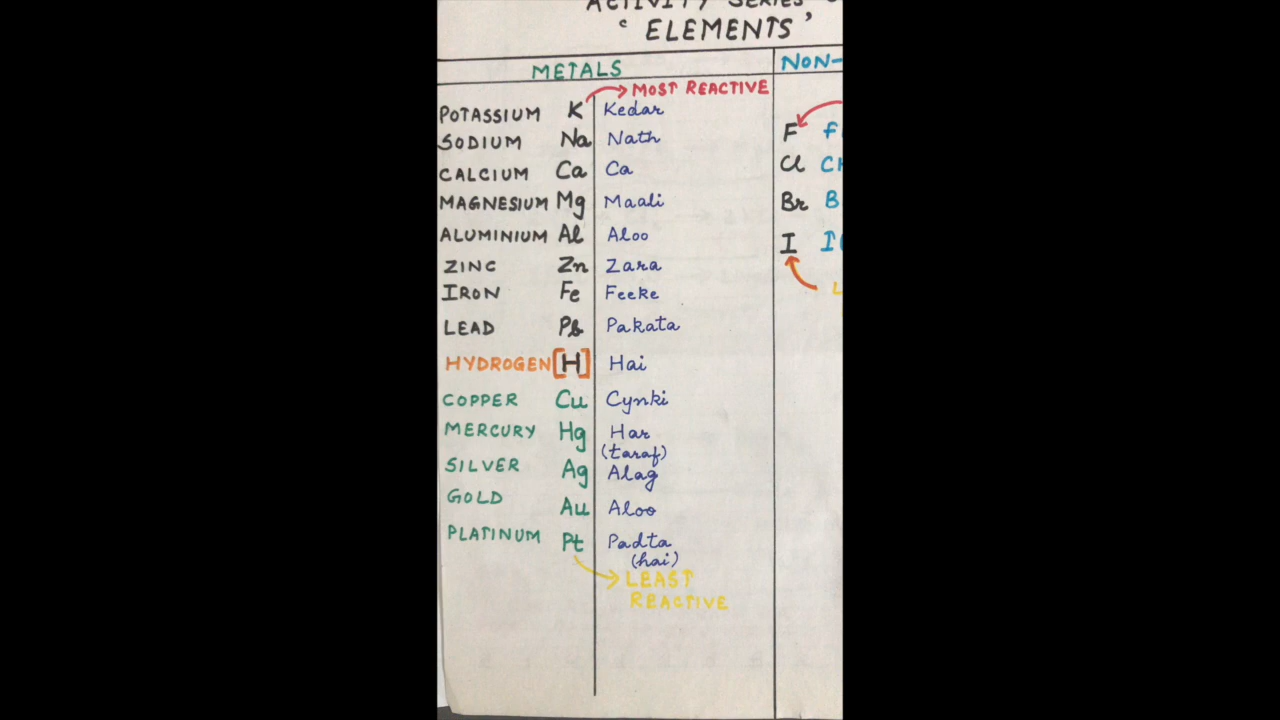 ACTIVITY SERIES
‘ ELEMENTS ’
METALS
NON-
MOST REACTIVE
POTASSIUM K Kedar
SODIUM Na Nath
CALCIUM Ca Ca
MAGNESIUM Mg Maali
ALUMINIUM Al Aloo
ZINC Zn Zara
IRON Fe Feeke
LEAD Pb Pakata
HYDROGEN [H] Hai
COPPER Cu Cynki
MERCURY Hg Har
(taraf)
SILVER Ag Alag
GOLD Au Aloo
PLATINUM Pt Padta
(hai)
LEAST
REACTIVE
F
Cl
Br B
I
L